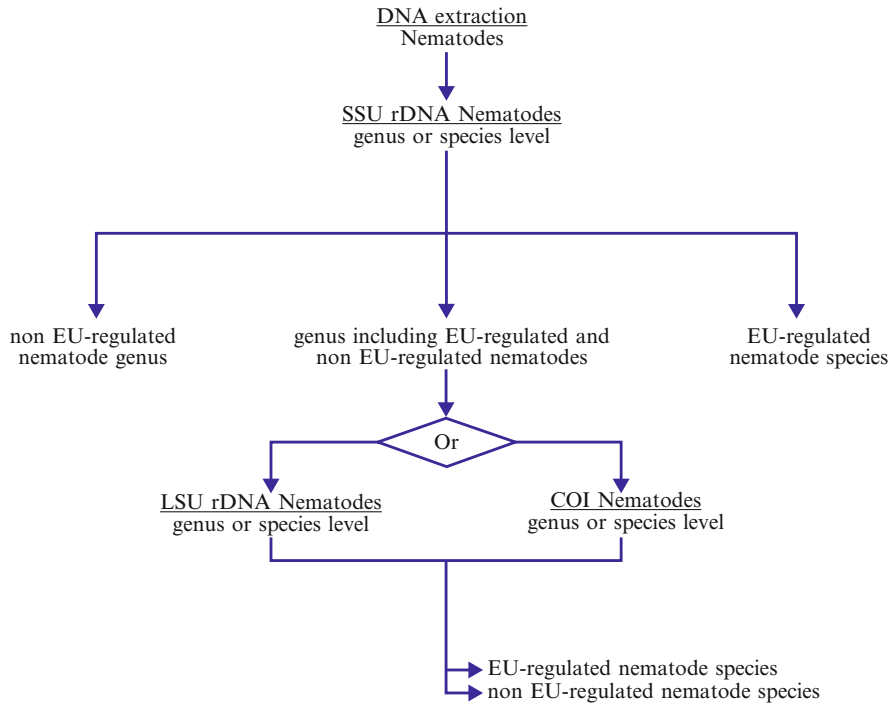 DNA extraction
Nematodes
SSU rDNA Nematodes
genus or species level
non EU-regulated
nematode genus
genus including EU-regulated and
non EU-regulated nematodes
EU-regulated
nematode species
Or
LSU rDNA Nematodes
genus or species level
COI Nematodes
genus or species level
EU-regulated nematode species
non EU-regulated nematode species